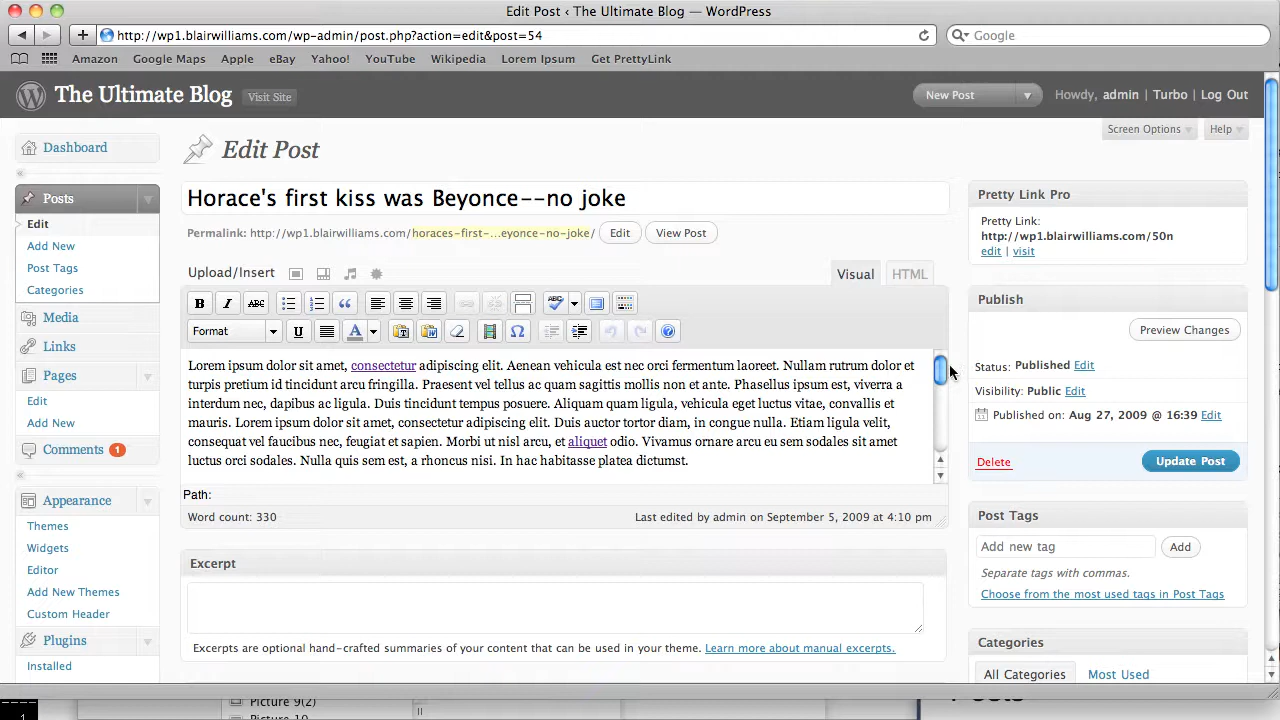 Edit Post ‹ The Ultimate Blog — WordPress
http://wp1.blairwilliams.com/wp-admin/post.php?action=edit&post=54
Google
Amazon Google Maps Apple eBay Yahoo! YouTube Wikipedia Lorem Ipsum Get PrettyLink
The Ultimate Blog Visit Site
New Post Howdy, admin | Turbo | Log Out
Screen Options Help
Dashboard
Posts
Edit
Add New
Post Tags
Categories
Media
Links
Pages
Edit
Add New
Comments 1
Appearance
Themes
Widgets
Editor
Add New Themes
Custom Header
Plugins
Installed
Edit Post
Horace's first kiss was Beyonce--no joke
Permalink: http://wp1.blairwilliams.com/horaces-first-...eyonce-no-joke/ Edit View Post
Upload/Insert Visual HTML
B I ABC ABC
Format U A
Lorem ipsum dolor sit amet, consectetur adipiscing elit. Aenean vehicula est nec orci fermentum laoreet. Nullam rutrum dolor et
turpis pretium id tincidunt arcu fringilla. Praesent vel tellus ac quam sagittis mollis non et ante. Phasellus ipsum est, viverra a
interdum nec, dapibus ac ligula. Duis tincidunt tempus posuere. Aliquam quam ligula, vehicula eget luctus vitae, convallis et
mauris. Lorem ipsum dolor sit amet, consectetur adipiscing elit. Duis auctor tortor diam, in congue nulla. Etiam ligula velit,
consequat vel faucibus nec, feugiat et sapien. Morbi ut nisl arcu, et aliquet odio. Vivamus ornare arcu eu sem sodales sit amet
luctus orci sodales. Nulla quis sem est, a rhoncus nisi. In hac habitasse platea dictumst.
Path:
Word count: 330 Last edited by admin on September 5, 2009 at 4:10 pm
Excerpt
Excerpts are optional hand-crafted summaries of your content that can be used in your theme. Learn more about manual excerpts.
Pretty Link Pro
Pretty Link:
http://wp1.blairwilliams.com/50n
edit | visit
Publish
Preview Changes
Status: Published Edit
Visibility: Public Edit
Published on: Aug 27, 2009 @ 16:39 Edit
Delete Update Post
Post Tags
Add new tag Add
Separate tags with commas.
Choose from the most used tags in Post Tags
Categories
All Categories Most Used
Picture 9(2)
Picture 10
1